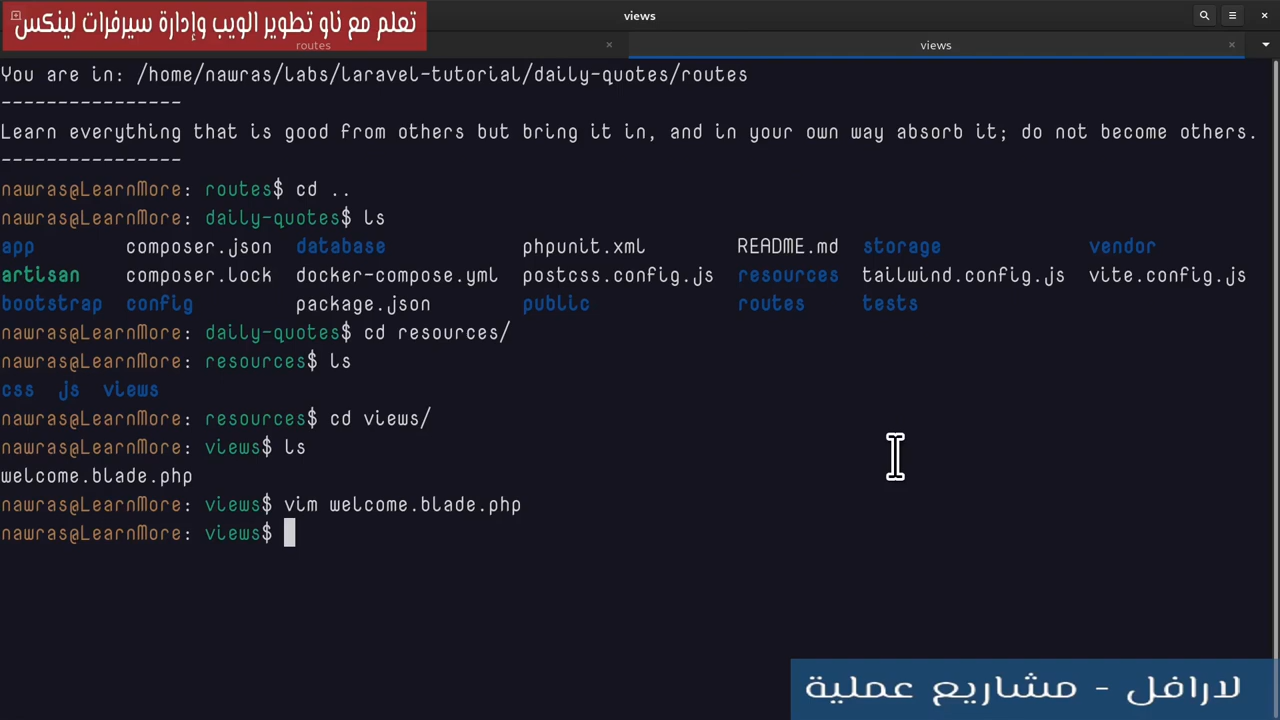 تعلم مع ناو تطوير الويب وإدارة سيرفرات لينكس
views
routes
views
You are in: /home/nawras/labs/laravel-tutorial/daily-quotes/routes
----------------
Learn everything that is good from others but bring it in, and in your own way absorb it; do not become others.
----------------
nawras@LearnMore: routes$ cd ..
nawras@LearnMore: daily-quotes$ ls
app composer.json database phpunit.xml README.md storage vendor
artisan composer.lock docker-compose.yml postcss.config.js resources tailwind.config.js vite.config.js
bootstrap config package.json public routes tests
nawras@LearnMore: daily-quotes$ cd resources/
nawras@LearnMore: resources$ ls
css js views
nawras@LearnMore: resources$ cd views/
nawras@LearnMore: views$ ls
welcome.blade.php
nawras@LearnMore: views$ vim welcome.blade.php
nawras@LearnMore: views$
لارافل - مشاريع عملية